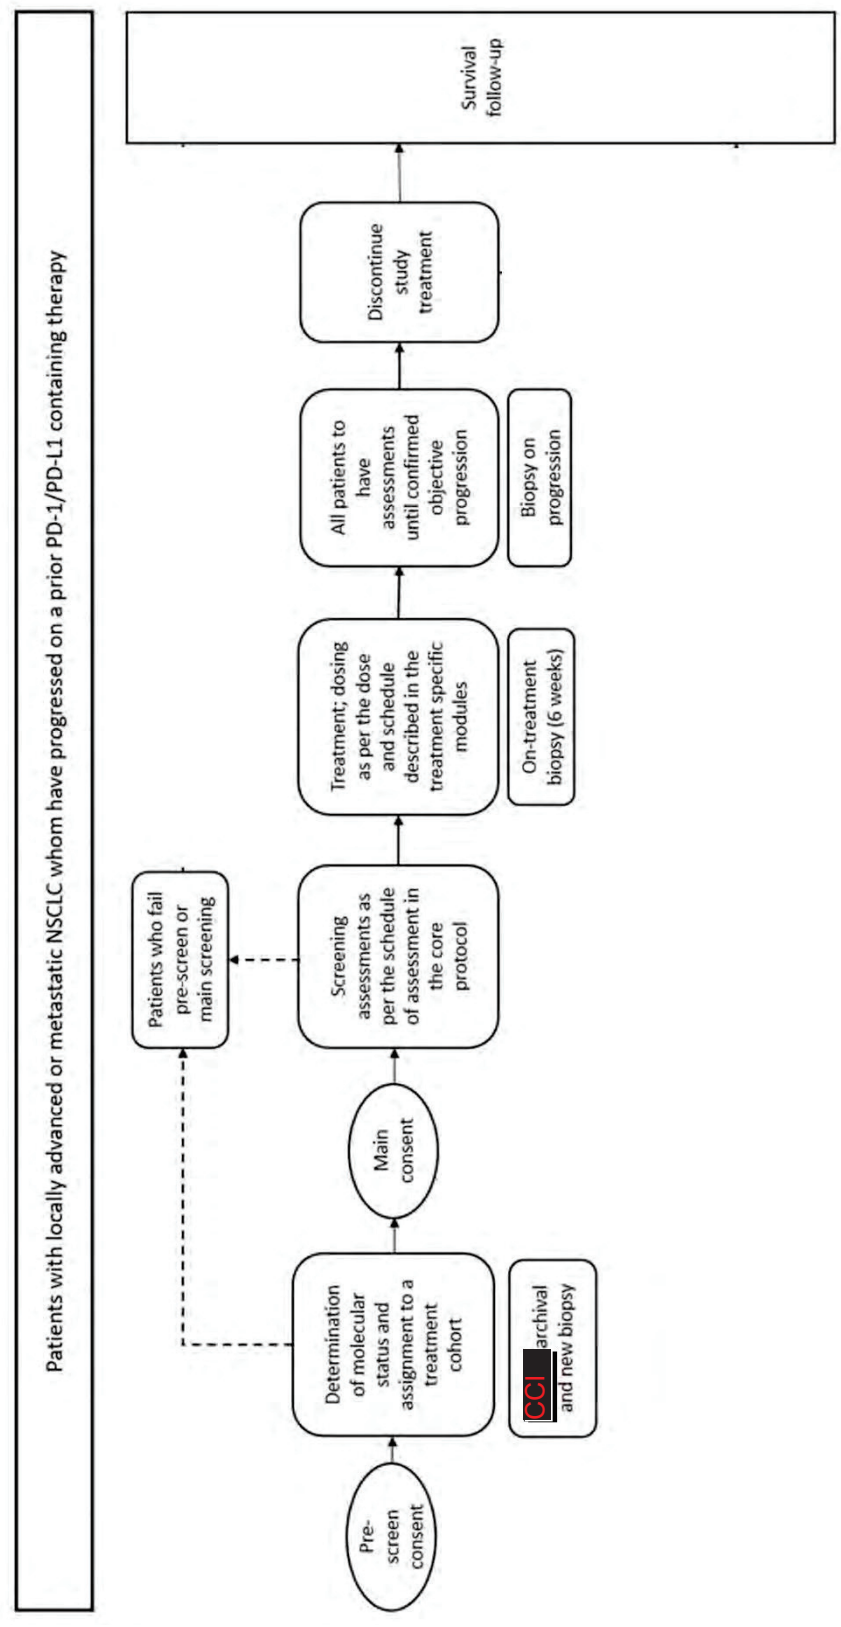 Patients with locally advanced or metastatic NSCLC whom have progressed on a prior PD-1/PD-L1 containing therapy
Pre-
screen
consent
Determination
of molecular
status and
assignment to a
treatment
cohort
CCI archival
and new biopsy
Main
consent
Patients who fail
pre-screen or
main screening
Screening
assessments as
per the schedule
of assessment in
the core
protocol
Treatment; dosing
as per the dose
and schedule
described in the
treatment specific
modules
On-treatment
biopsy (6 weeks)
All patients to
have
assessments
until confirmed
objective
progression
Biopsy on
progression
Discontinue
study
treatment
Survival
follow-up